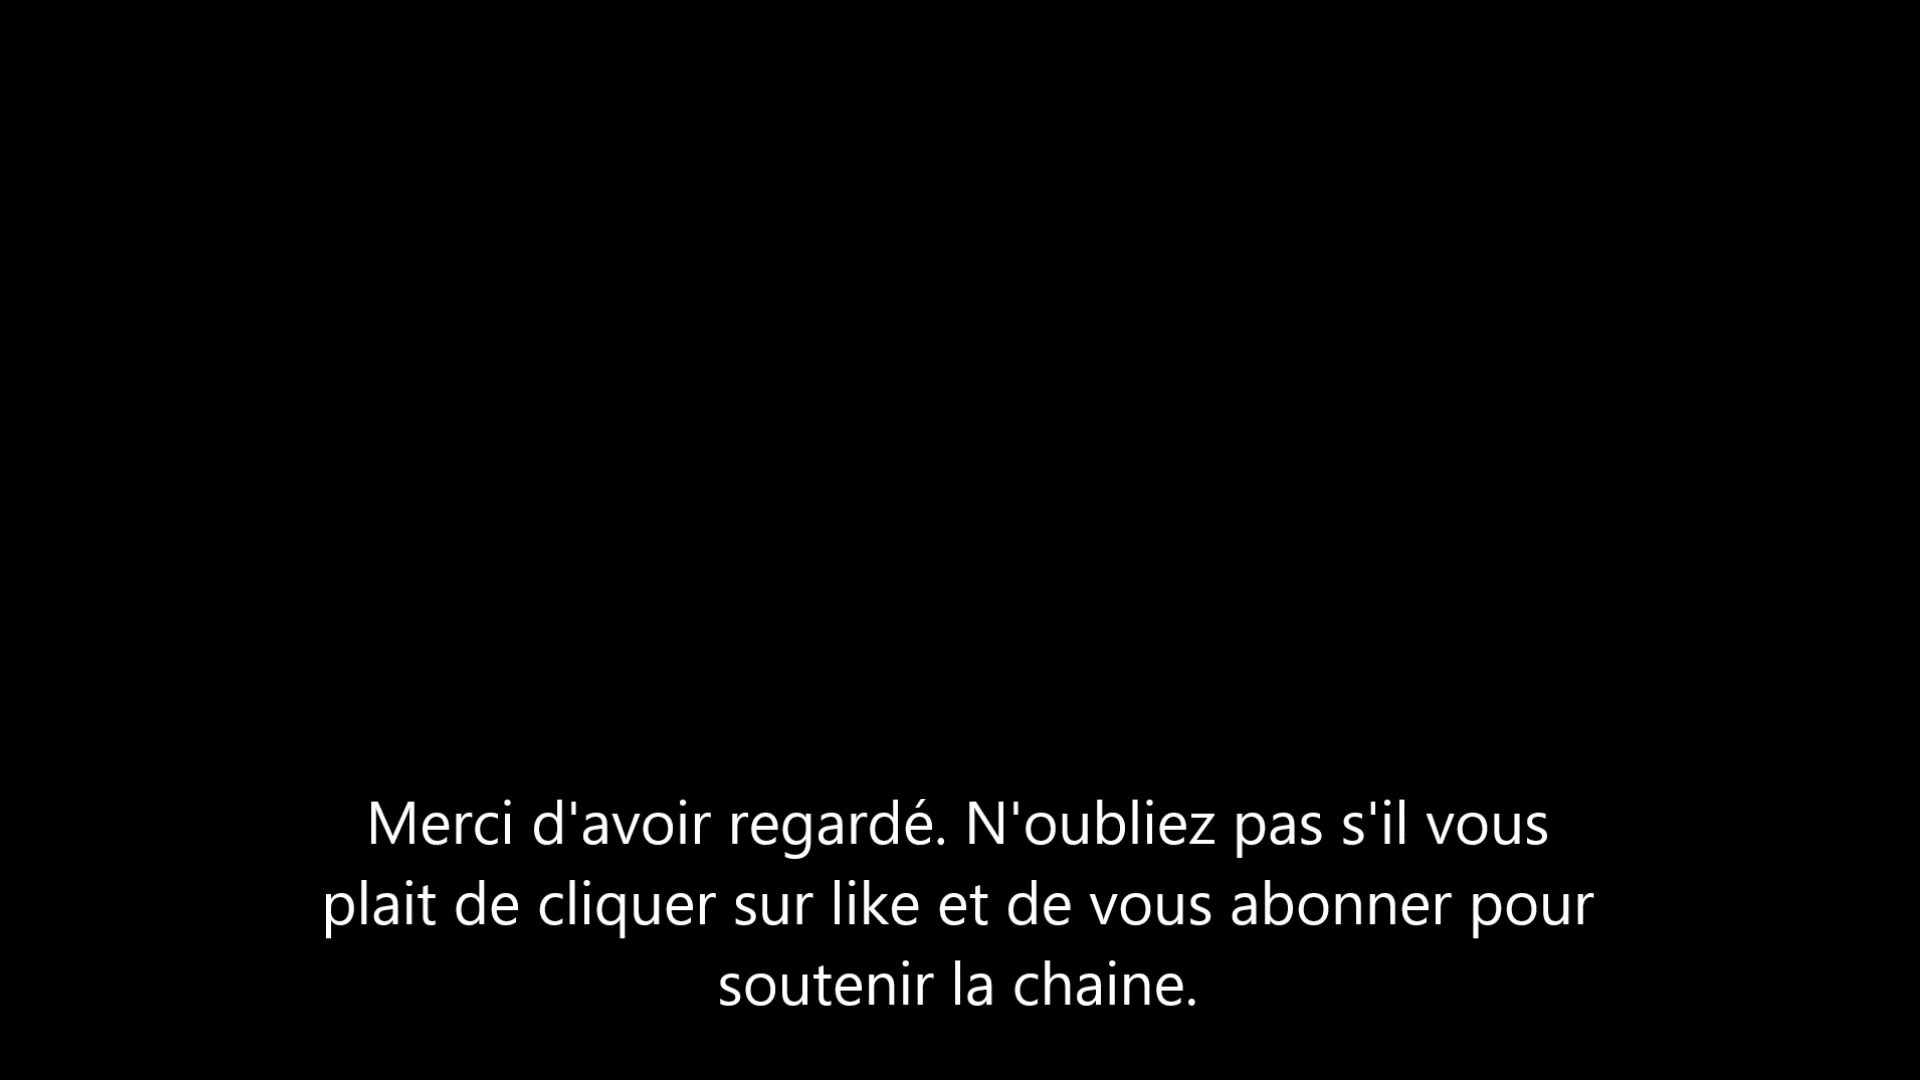 Merci d'avoir regardé. N'oubliez pas s'il vous
plait de cliquer sur like et de vous abonner pour
soutenir la chaine.